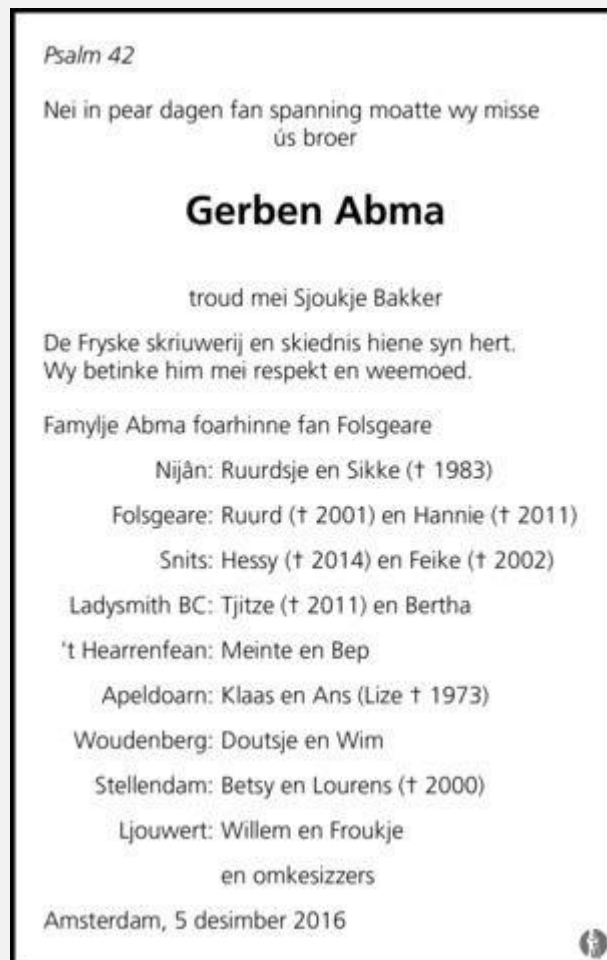 Psalm 42
Nei in pear dagen fan spanning moatte wy misse
ús broer
Gerben Abma
troud mei Sjoukje Bakker
De Fryske skriuwerij en skiednis hiene syn hert.
Wy betinke him mei respekt en weemoed.
Famylje Abma foarhinne fan Folsgeare
Nijân: Ruurdsje en Sikke († 1983)
Folsgeare: Ruurd († 2001) en Hannie († 2011)
Snits: Hessy († 2014) en Feike († 2002)
Ladysmith BC: Tjitze († 2011) en Bertha
't Hearrenfean: Meinte en Bep
Apeldoarn: Klaas en Ans (Lize † 1973)
Woudenberg: Doutsje en Wim
Stellendam: Betsy en Lourens († 2000)
Ljouwert: Willem en Froukje
en omkesizzers
Amsterdam, 5 desimber 2016